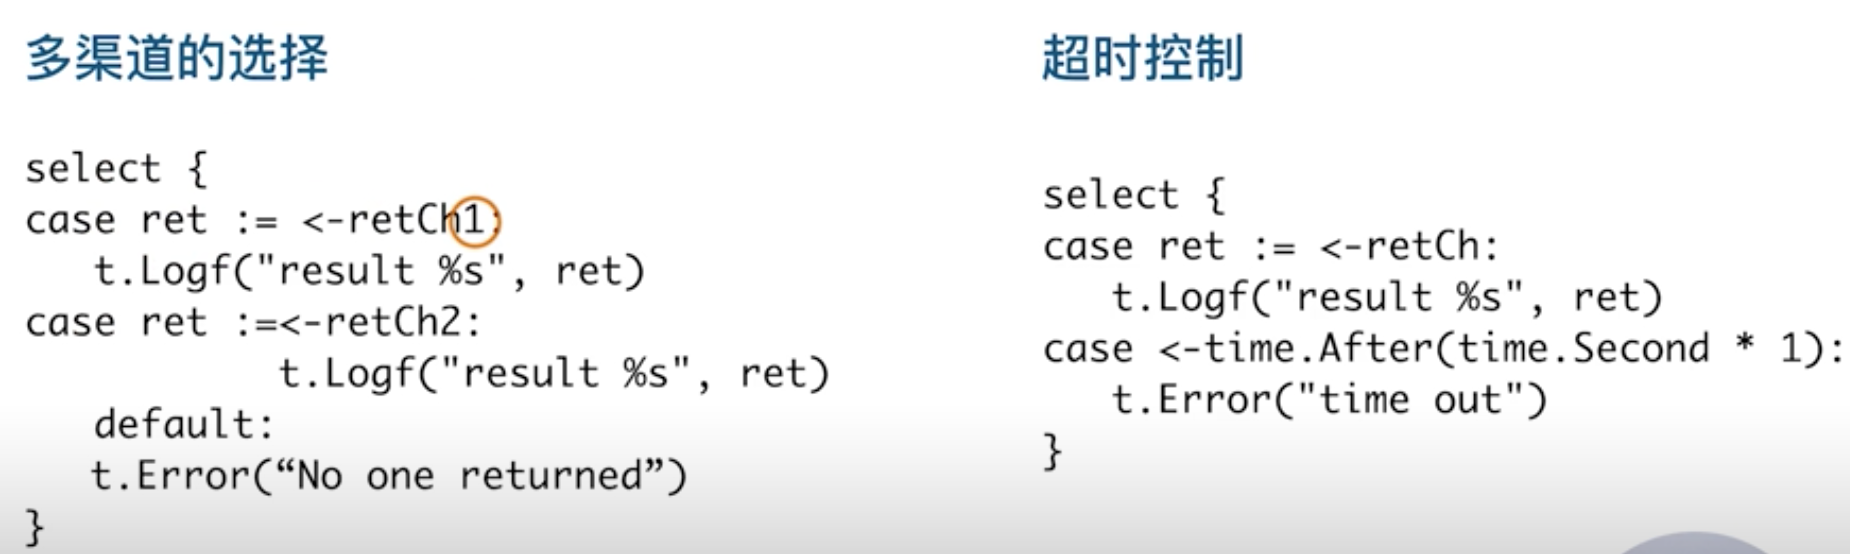 多渠道的选择
select {
case ret := <-retCh1:
t.Logf("result %s", ret)
case ret :=<-retCh2:
t.Logf("result %s", ret)
default:
t.Error(“No one returned”)
}
超时控制
select {
case ret := <-retCh:
t.Logf("result %s", ret)
case <-time.After(time.Second * 1):
t.Error("time out")
}